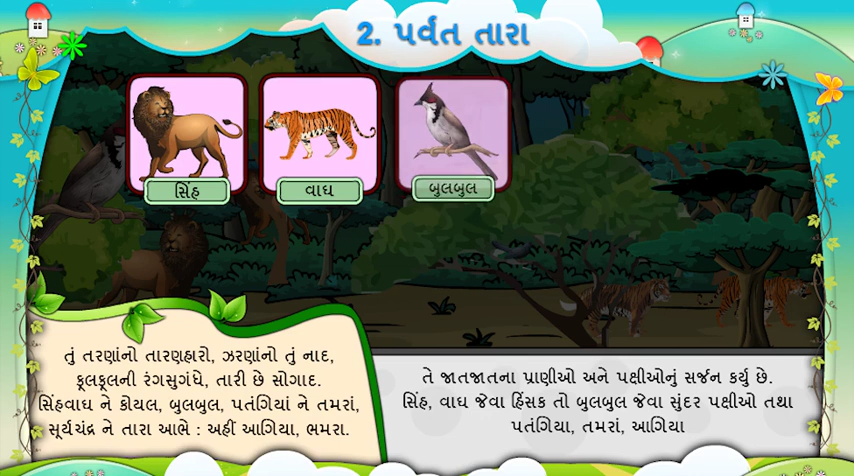 2. પર્વત તારા
સિંહ
વાઘ
બુલબુલ
તું તરણાંનો તારણહારો, ઝરણાંનો તું નાદ,
ફૂલફૂલની રંગસુગંધે, તારી છે સોગાદ.
સિંહવાઘ ને કોયલ, બુલબુલ, પતંગિયાં ને તમરાં,
સૂર્યચંદ્ર ને તારા આભે : અહીં આગિયા, ભમરા.
તે જાતજાતના પ્રાણીઓ અને પક્ષીઓનું સર્જન કર્યુ છે.
સિંહ, વાઘ જેવા હિંસક તો બુલબુલ જેવા સુંદર પક્ષીઓ તથા
પતંગિયા, તમરાં, આગિયા